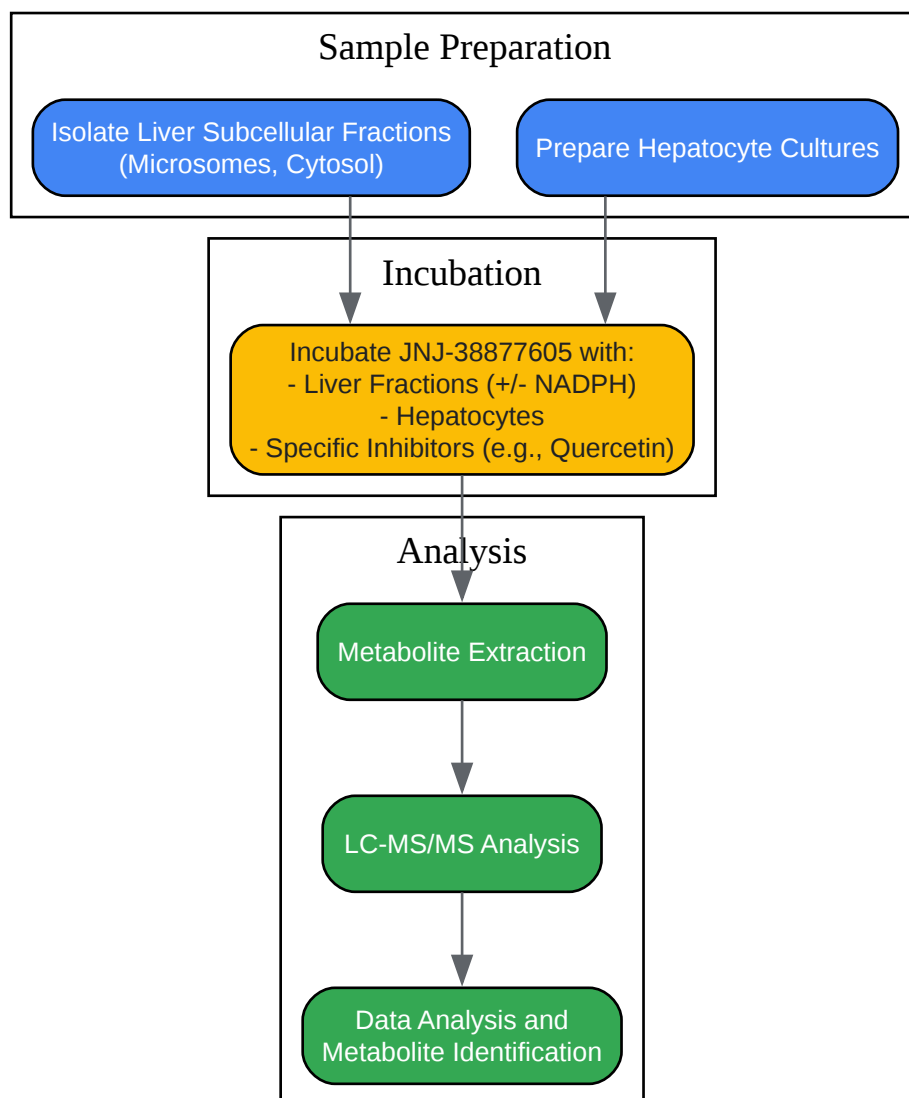 Sample Preparation
Isolate Liver Subcellular Fractions
(Microsomes, Cytosol)
Prepare Hepatocyte Cultures
Incubation
Incubate JNJ-38877605 with:
- Liver Fractions (+/- NADPH)
- Hepatocytes
- Specific Inhibitors (e.g., Quercetin)
Analysis
Metabolite Extraction
LC-MS/MS Analysis
Data Analysis and
Metabolite Identification